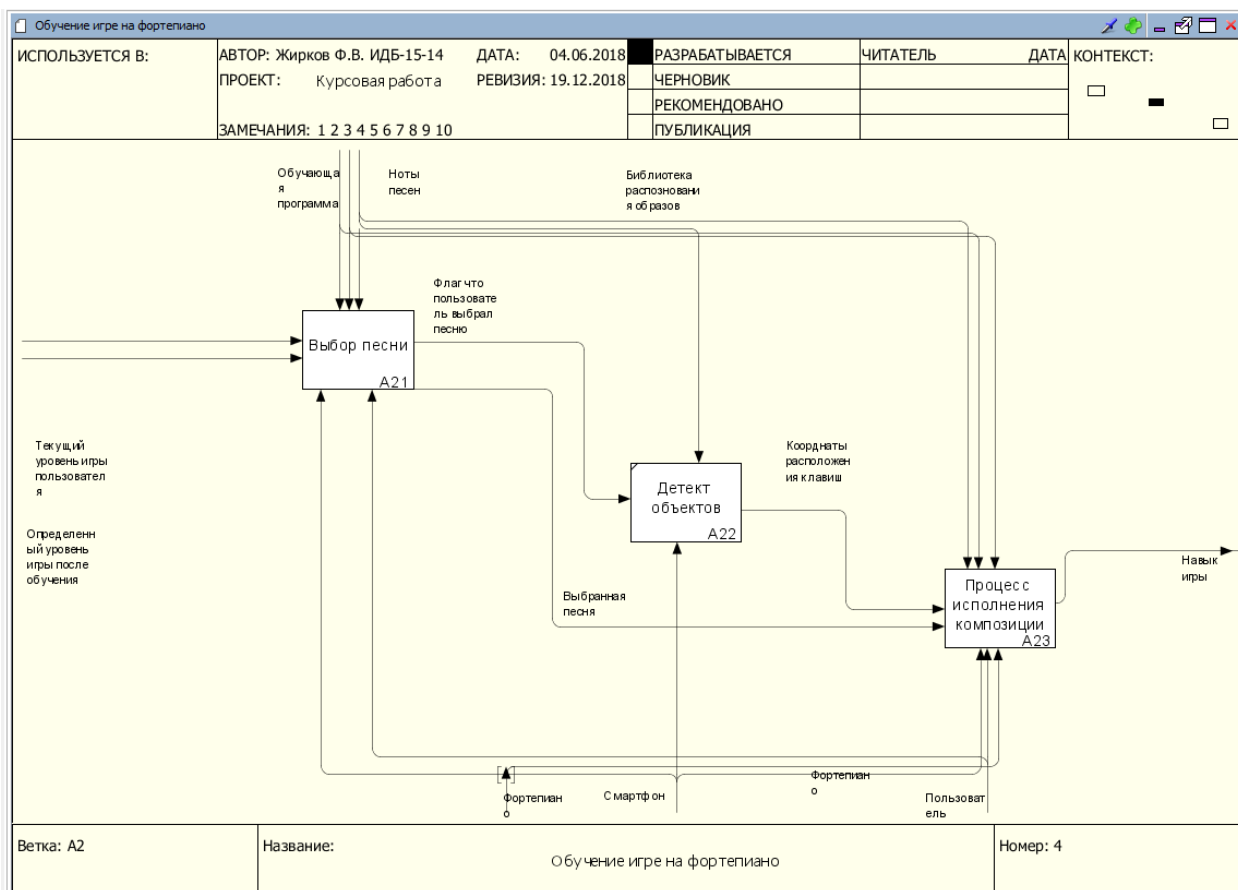 Обучение игре на фортепиано
ИСПОЛЬЗУЕТСЯ В:
АВТОР: Жирков Ф.В. ИДБ-15-14
ДАТА: 04.06.2018
РАЗРАБАТЫВАЕТСЯ
ЧИТАТЕЛЬ
ДАТА
КОНТЕКСТ:
ПРОЕКТ: Курсовая работа
РЕВИЗИЯ: 19.12.2018
ЧЕРНОВИК
РЕКОМЕНДОВАНО
ЗАМЕЧАНИЯ: 1 2 3 4 5 6 7 8 9 10
ПУБЛИКАЦИЯ
Обучающа
я
программа
Ноты
песен
Библиотека
распозновани
я образов
Флаг что
пользовате
ль выбрал
песню
Выбор песни
A21
Текущий
уровень игры
пользовател
я
Определенн
ый уровень
игры после
обучения
Коорднаты
расположен
ия клавиш
Детект
объектов
A22
Выбранная
песня
Процесс
исполнения
композиции
A23
Навык
игры
Фортепиан
о
Смартфон
Фортепиан
о
Пользоват
ель
Ветка: A2
Название:
Обучение игре на фортепиано
Номер: 4